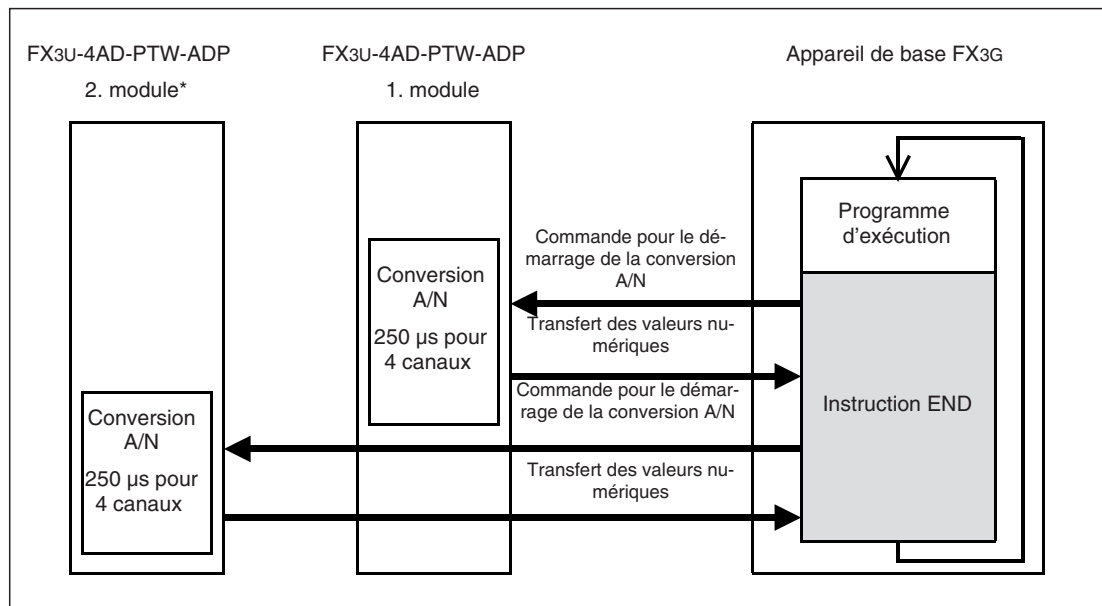 FX3U-4AD-PTW-ADP
2. module*
FX3U-4AD-PTW-ADP
1. module
Appareil de base FX3G
Programme
d'exécution
Commande pour le dé-
marrage de la conversion
A/N
Conversion
A/N
250 µs pour
4 canaux
Transfert des valeurs nu-
mériques
Commande pour le démar-
rage de la conversion A/N
Instruction END
Conversion
A/N
250 µs pour
4 canaux
Transfert des valeurs nu-
mériques